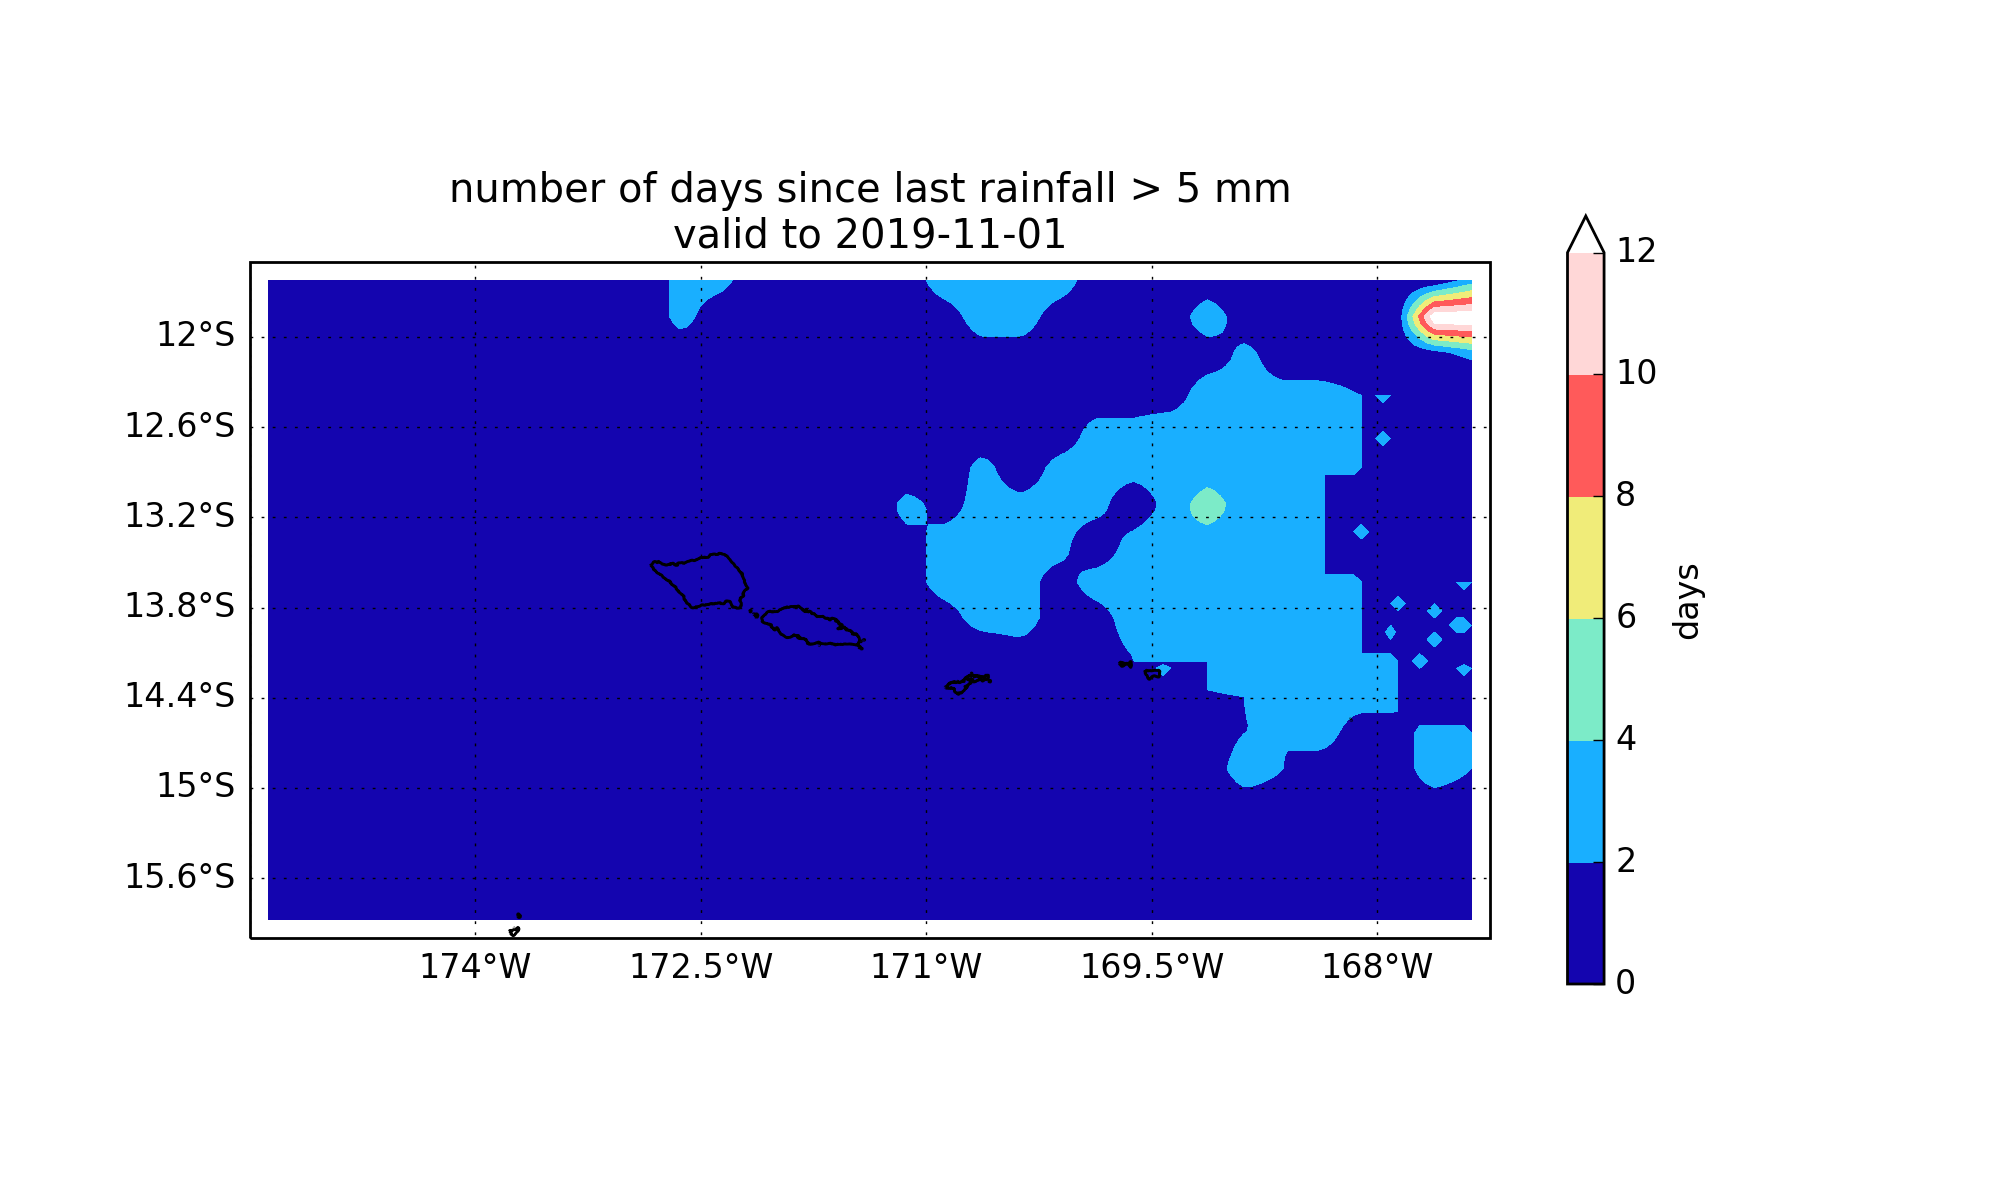 number of days since last rainfall > 5 mm
valid to 2019-11-01
12°S
12.6°S
13.2°S
13.8°S
14.4°S
15°S
15.6°S
174°W
172.5°W
171°W
169.5°W
168°W
12
10
8
6
4
2
0
days